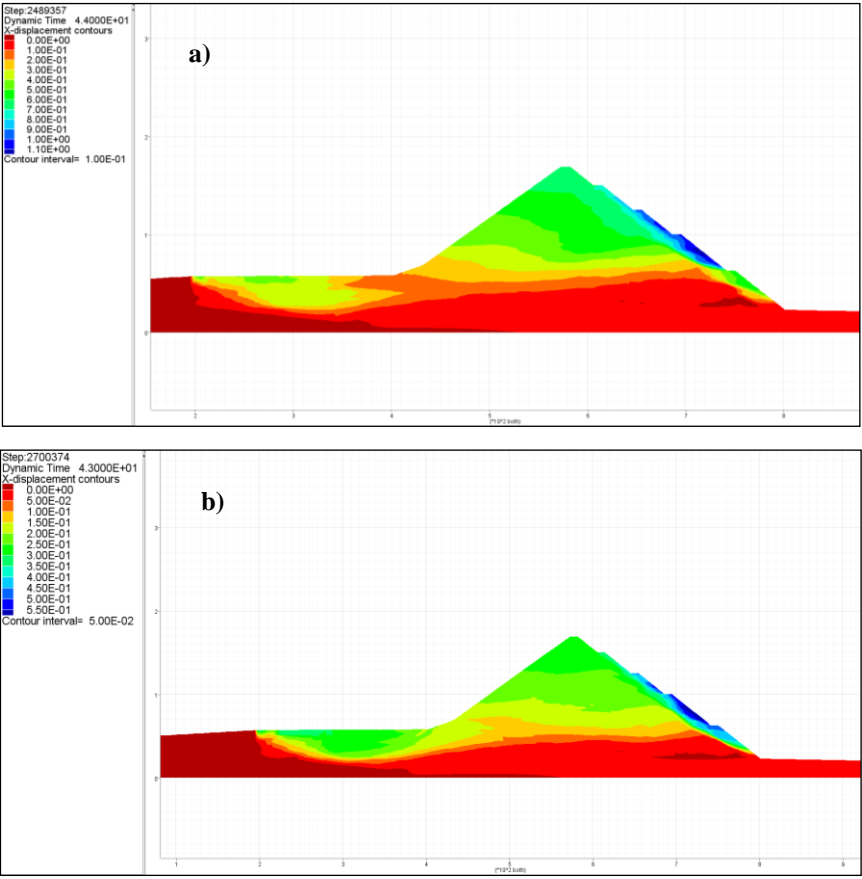 Step:2489357
Dynamic Time 4.4000E+01
X-displacement contours
0.00E+00
1.00E-01
2.00E-01
3.00E-01
4.00E-01
5.00E-01
6.00E-01
7.00E-01
8.00E-01
9.00E-01
1.00E+00
1.10E+00
Contour interval= 1.00E-01
a)
3
2
1
0
2 3 4 5 6 7 8
(*10^2 both)
Step:2700374
Dynamic Time 4.3000E+01
X-displacement contours
0.00E+00
5.00E-02
1.00E-01
1.50E-01
2.00E-01
2.50E-01
3.00E-01
3.50E-01
4.00E-01
4.50E-01
5.00E-01
5.50E-01
Contour interval= 5.00E-02
b)
3
2
1
0
1 2 3 4 5 6 7 8 9
(*10^2 both)